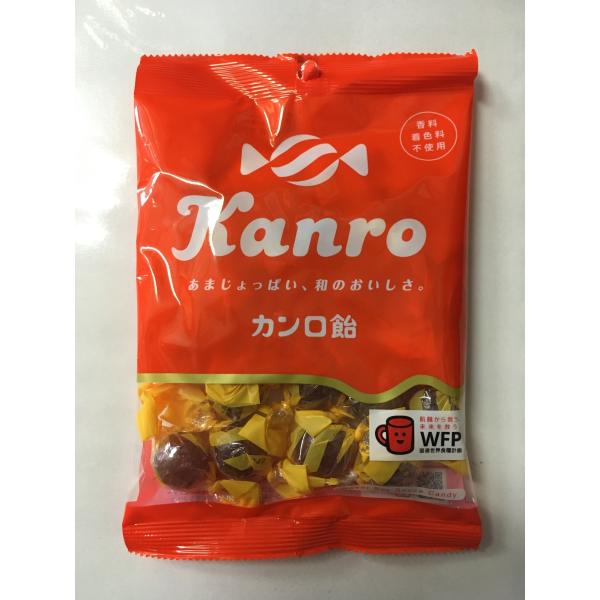 香料
着色料
不使用
Kanro
あまじょっぱい、和のおいしさ。
カンロ飴
飢餓から救う。
未来を救う。
WFP
国連世界食糧計画
Candy